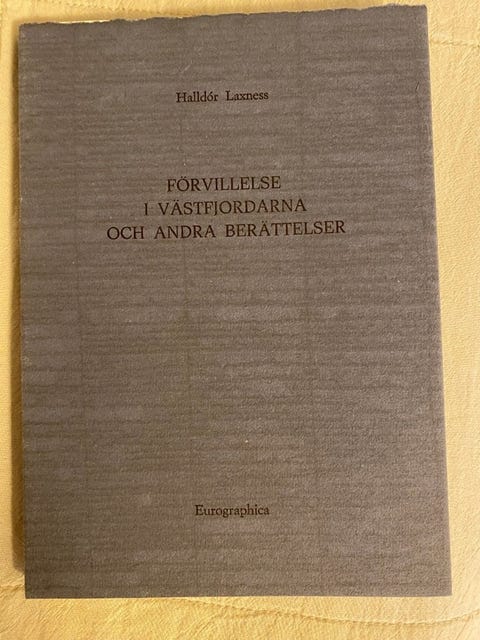 Halldór Laxness
FÖRVILLELSE
I VÄSTFJORDARNA
OCH ANDRA BERÄTTELSER
Eurographica